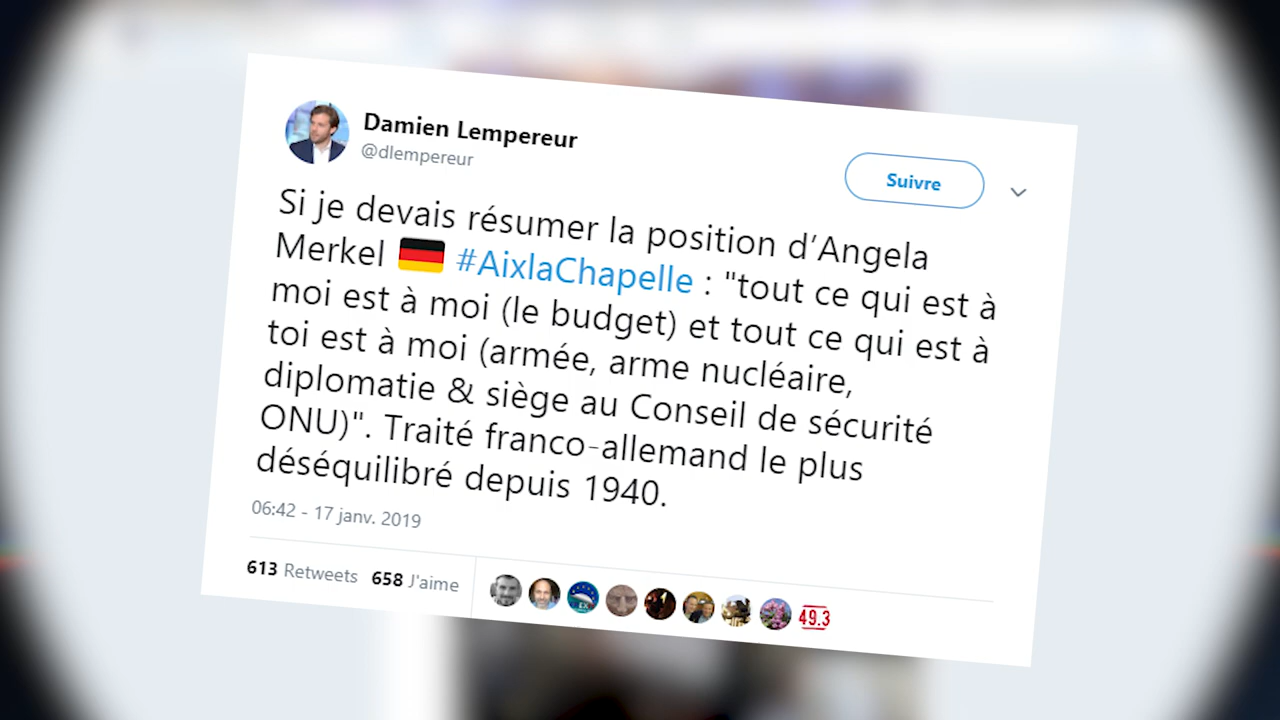 Damien Lempereur
@dlempereur
Suivre
Si je devais résumer la position d’Angela
Merkel #AixlaChapelle : "tout ce qui est à
moi est à moi (le budget) et tout ce qui est à
toi est à moi (armée, arme nucléaire,
diplomatie & siège au Conseil de sécurité
ONU)". Traité franco-allemand le plus
déséquilibré depuis 1940.
06:42 - 17 janv. 2019
613 Retweets 658 J'aime
49.3